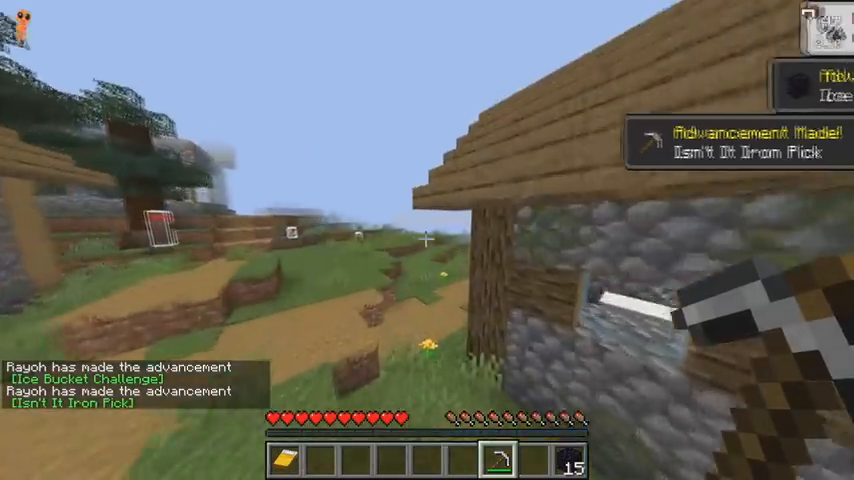 Advancement Made!
Isn't It Iron Pick
Rayoh has made the advancement
[Ice Bucket Challenge]
Rayoh has made the advancement
[Isn't It Iron Pick]
15